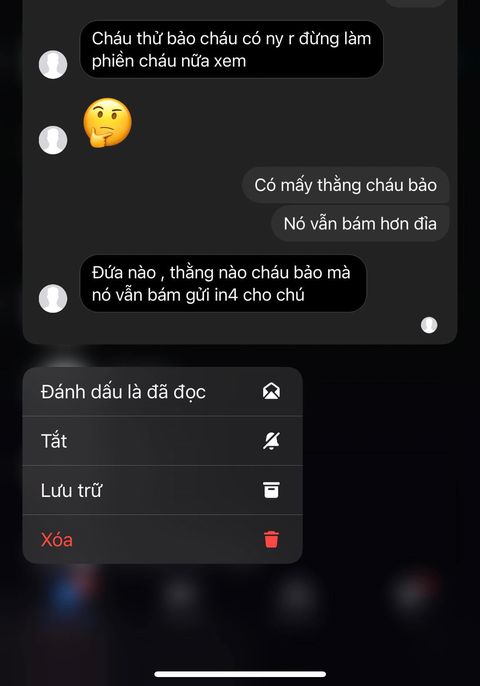 Cháu thử bảo cháu có ny r đừng làm
phiền cháu nữa xem
Có mấy thằng cháu bảo
Nó vẫn bám hơn đỉa
Đứa nào , thằng nào cháu bảo mà
nó vẫn bám gửi in4 cho chú
Đánh dấu là đã đọc
Tắt
Lưu trữ
Xóa